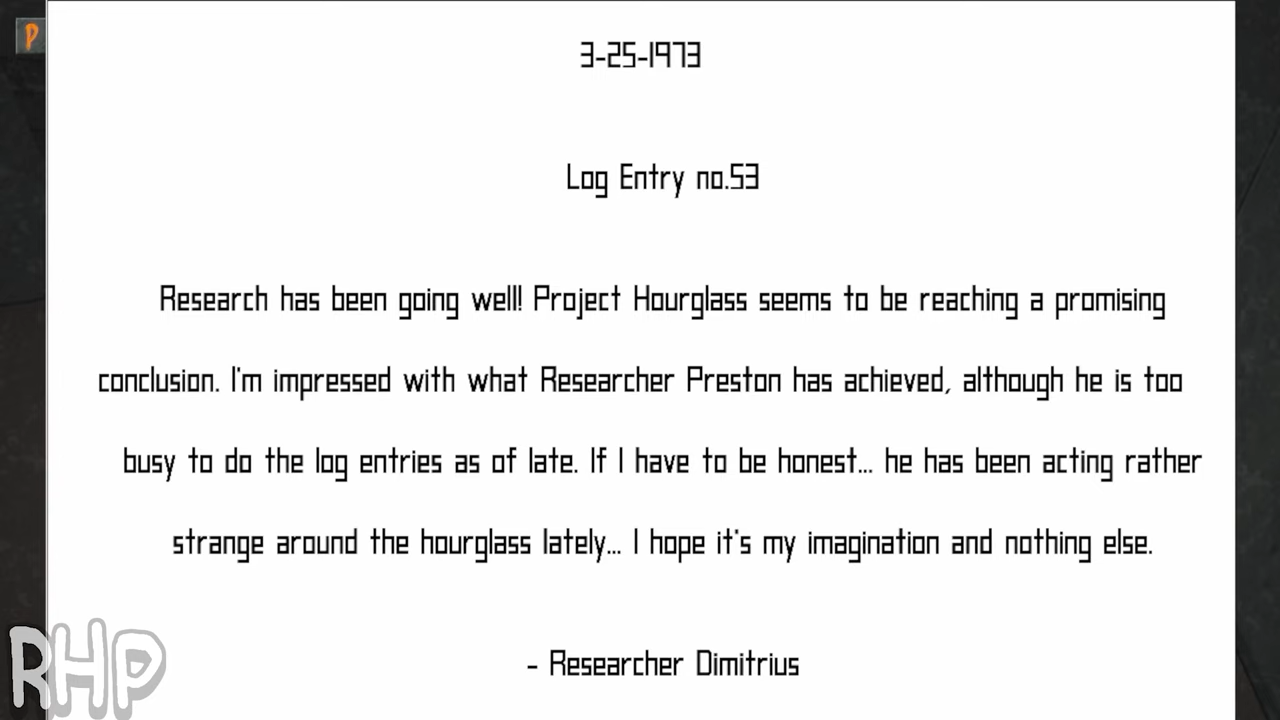 P
3-25-1973
Log Entry no.53
Research has been going well! Project Hourglass seems to be reaching a promising
conclusion. I'm impressed with what Researcher Preston has achieved, although he is too
busy to do the log entries as of late. If I have to be honest... he has been acting rather
strange around the hourglass lately... I hope it's my imagination and nothing else.
- Researcher Dimitrius
RHP